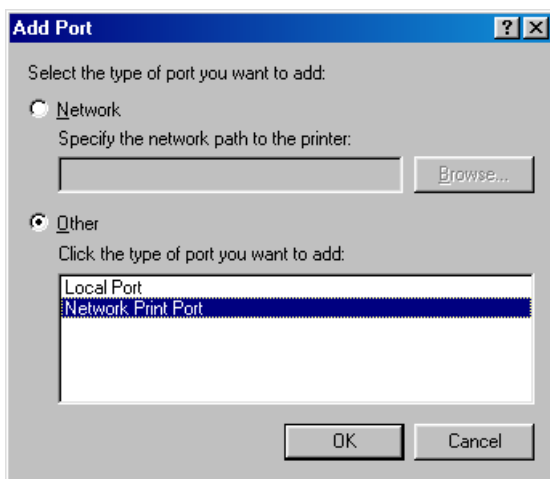 Add Port
Select the type of port you want to add:
Network
Specify the network path to the printer:
Browse...
Other
Click the type of port you want to add:
Local Port
Network Print Port
OK Cancel